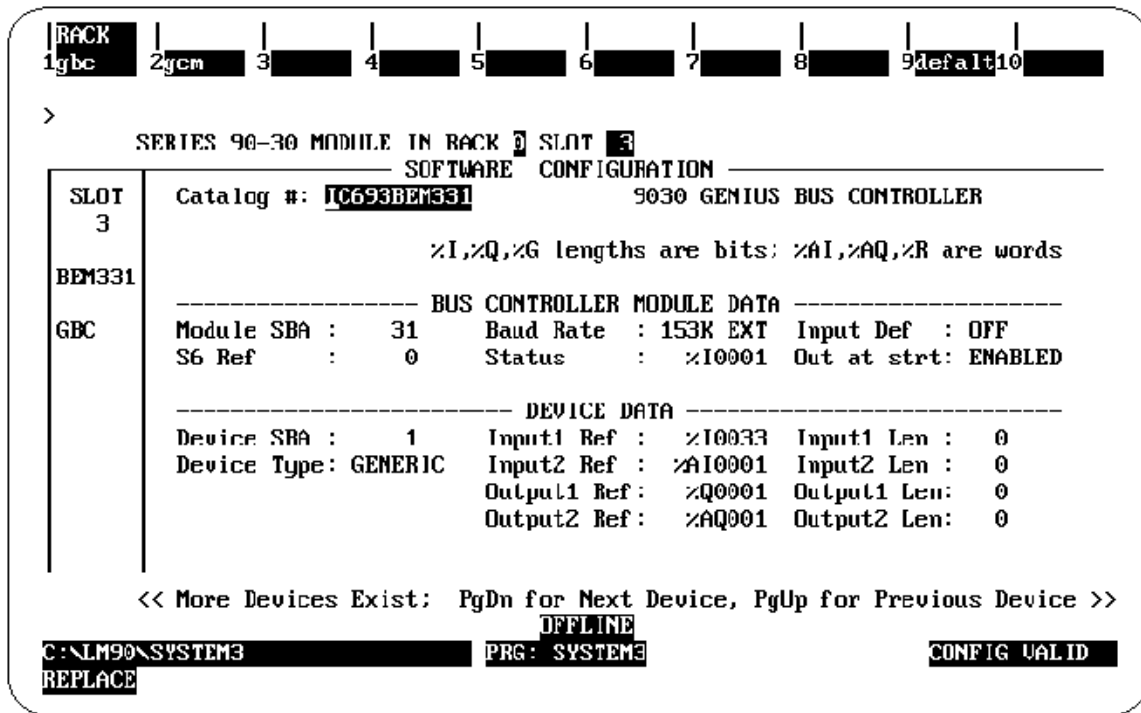 RACK
1gbc 2gcm 3 4 5 6 7 8 9defalt10
>
SERIES 90-30 MODULE IN RACK 0 SLOT 3
SOFTWARE CONFIGURATION
SLOT Catalog #: IC693BEM331 9030 GENIUS BUS CONTROLLER
3
%I,%Q,%G lengths are bits; %AI,%AQ,%R are words
BEM331
BUS CONTROLLER MODULE DATA
GBC Module SBA : 31 Baud Rate : 153K EXT Input Def : OFF
S6 Ref : 0 Status : %I0001 Out at strt: ENABLED
DEVICE DATA
Device SBA : 1 Input1 Ref : %I0033 Input1 Len : 0
Device Type: GENERIC Input2 Ref : %AI0001 Input2 Len : 0
Output1 Ref: %Q0001 Output1 Len: 0
Output2 Ref: %AQ001 Output2 Len: 0
<< More Devices Exist; PgDn for Next Device, PgUp for Previous Device >>
OFFLINE
C:\LM90\SYSTEM3 PRG: SYSTEM3 CONFIG VALID
REPLACE